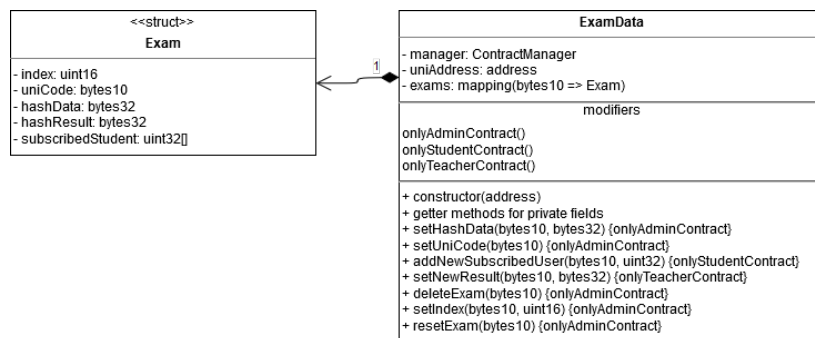 <<struct>>
Exam
- index: uint16
- uniCode: bytes10
- hashData: bytes32
- hashResult: bytes32
- subscribedStudent: uint32[]
1
ExamData
- manager: ContractManager
- uniAddress: address
- exams: mapping(bytes10 => Exam)
modifiers
onlyAdminContract()
onlyStudentContract()
onlyTeacherContract()
+ constructor(address)
+ getter methods for private fields
+ setHashData(bytes10, bytes32) {onlyAdminContract}
+ setUniCode(bytes10) {onlyAdminContract}
+ addNewSubscribedUser(bytes10, uint32) {onlyStudentContract}
+ setNewResult(bytes10, bytes32) {onlyTeacherContract}
+ deleteExam(bytes10) {onlyAdminContract}
+ setIndex(bytes10, uint16) {onlyAdminContract}
+ resetExam(bytes10) {onlyAdminContract}